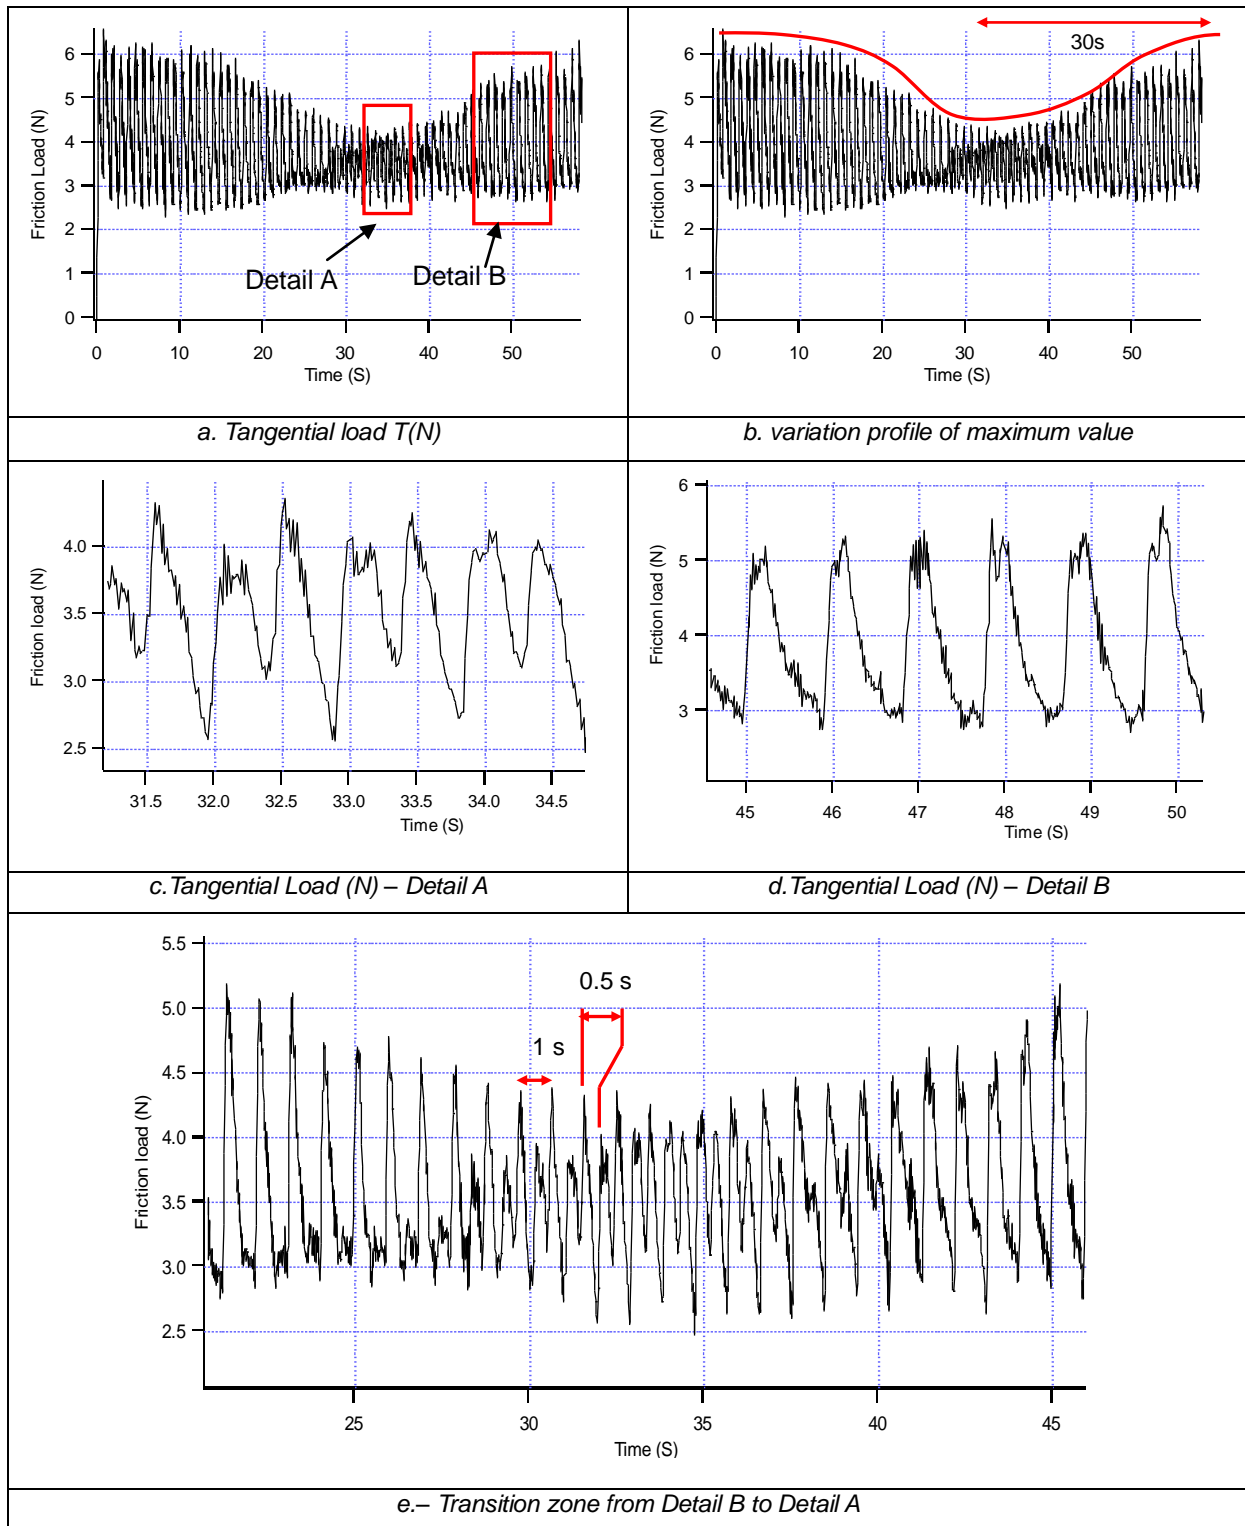 Friction Load (N)
6
5
4
3
2
1
0
Detail A
Detail B
0 10 20 30 40 50
Time (S)
a. Tangential load T(N)
30s
Friction Load (N)
6
5
4
3
2
1
0
0 10 20 30 40 50
Time (S)
b. variation profile of maximum value
Friction load (N)
4.0
3.5
3.0
2.5
31.5 32.0 32.5 33.0 33.5 34.0 34.5
Time (S)
c.Tangential Load (N) – Detail A
Friction load (N)
6
5
4
3
45 46 47 48 49 50
Time (S)
d.Tangential Load (N) – Detail B
Friction load (N)
5.5
5.0
4.5
4.0
3.5
3.0
2.5
0.5 s
1 s
25 30 35 40 45
Time (S)
e.– Transition zone from Detail B to Detail A